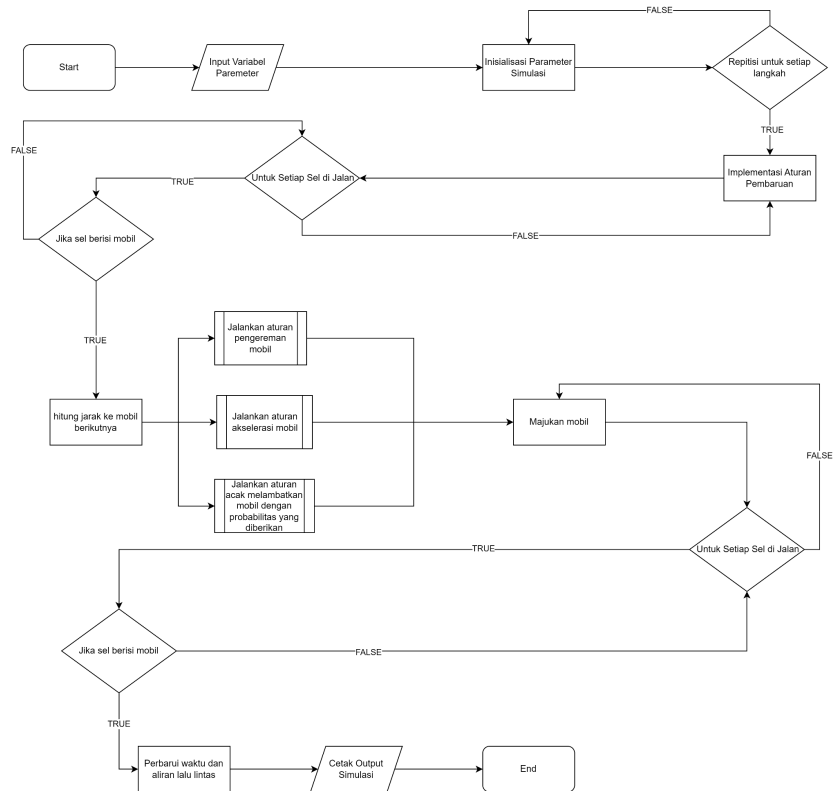 FALSE
Start
Input Variabel
Paremeter
Inisialisasi Parameter
Simulasi
Repitisi untuk setiap
langkah
TRUE
FALSE
Untuk Setiap Sel di Jalan
TRUE
Implementasi Aturan
Pembaruan
Jika sel berisi mobil
FALSE
TRUE
Jalankan aturan
pengereman
mobil
hitung jarak ke mobil
berikutnya
Jalankan aturan
akselerasi mobil
Majukan mobil
FALSE
Jalankan aturan
acak melambatkan
mobil dengan
probabilitas yang
diberikan
TRUE
Untuk Setiap Sel di Jalan
Jika sel berisi mobil
FALSE
TRUE
Perbarui waktu dan
aliran lalu lintas
Cetak Output
Simulasi
End